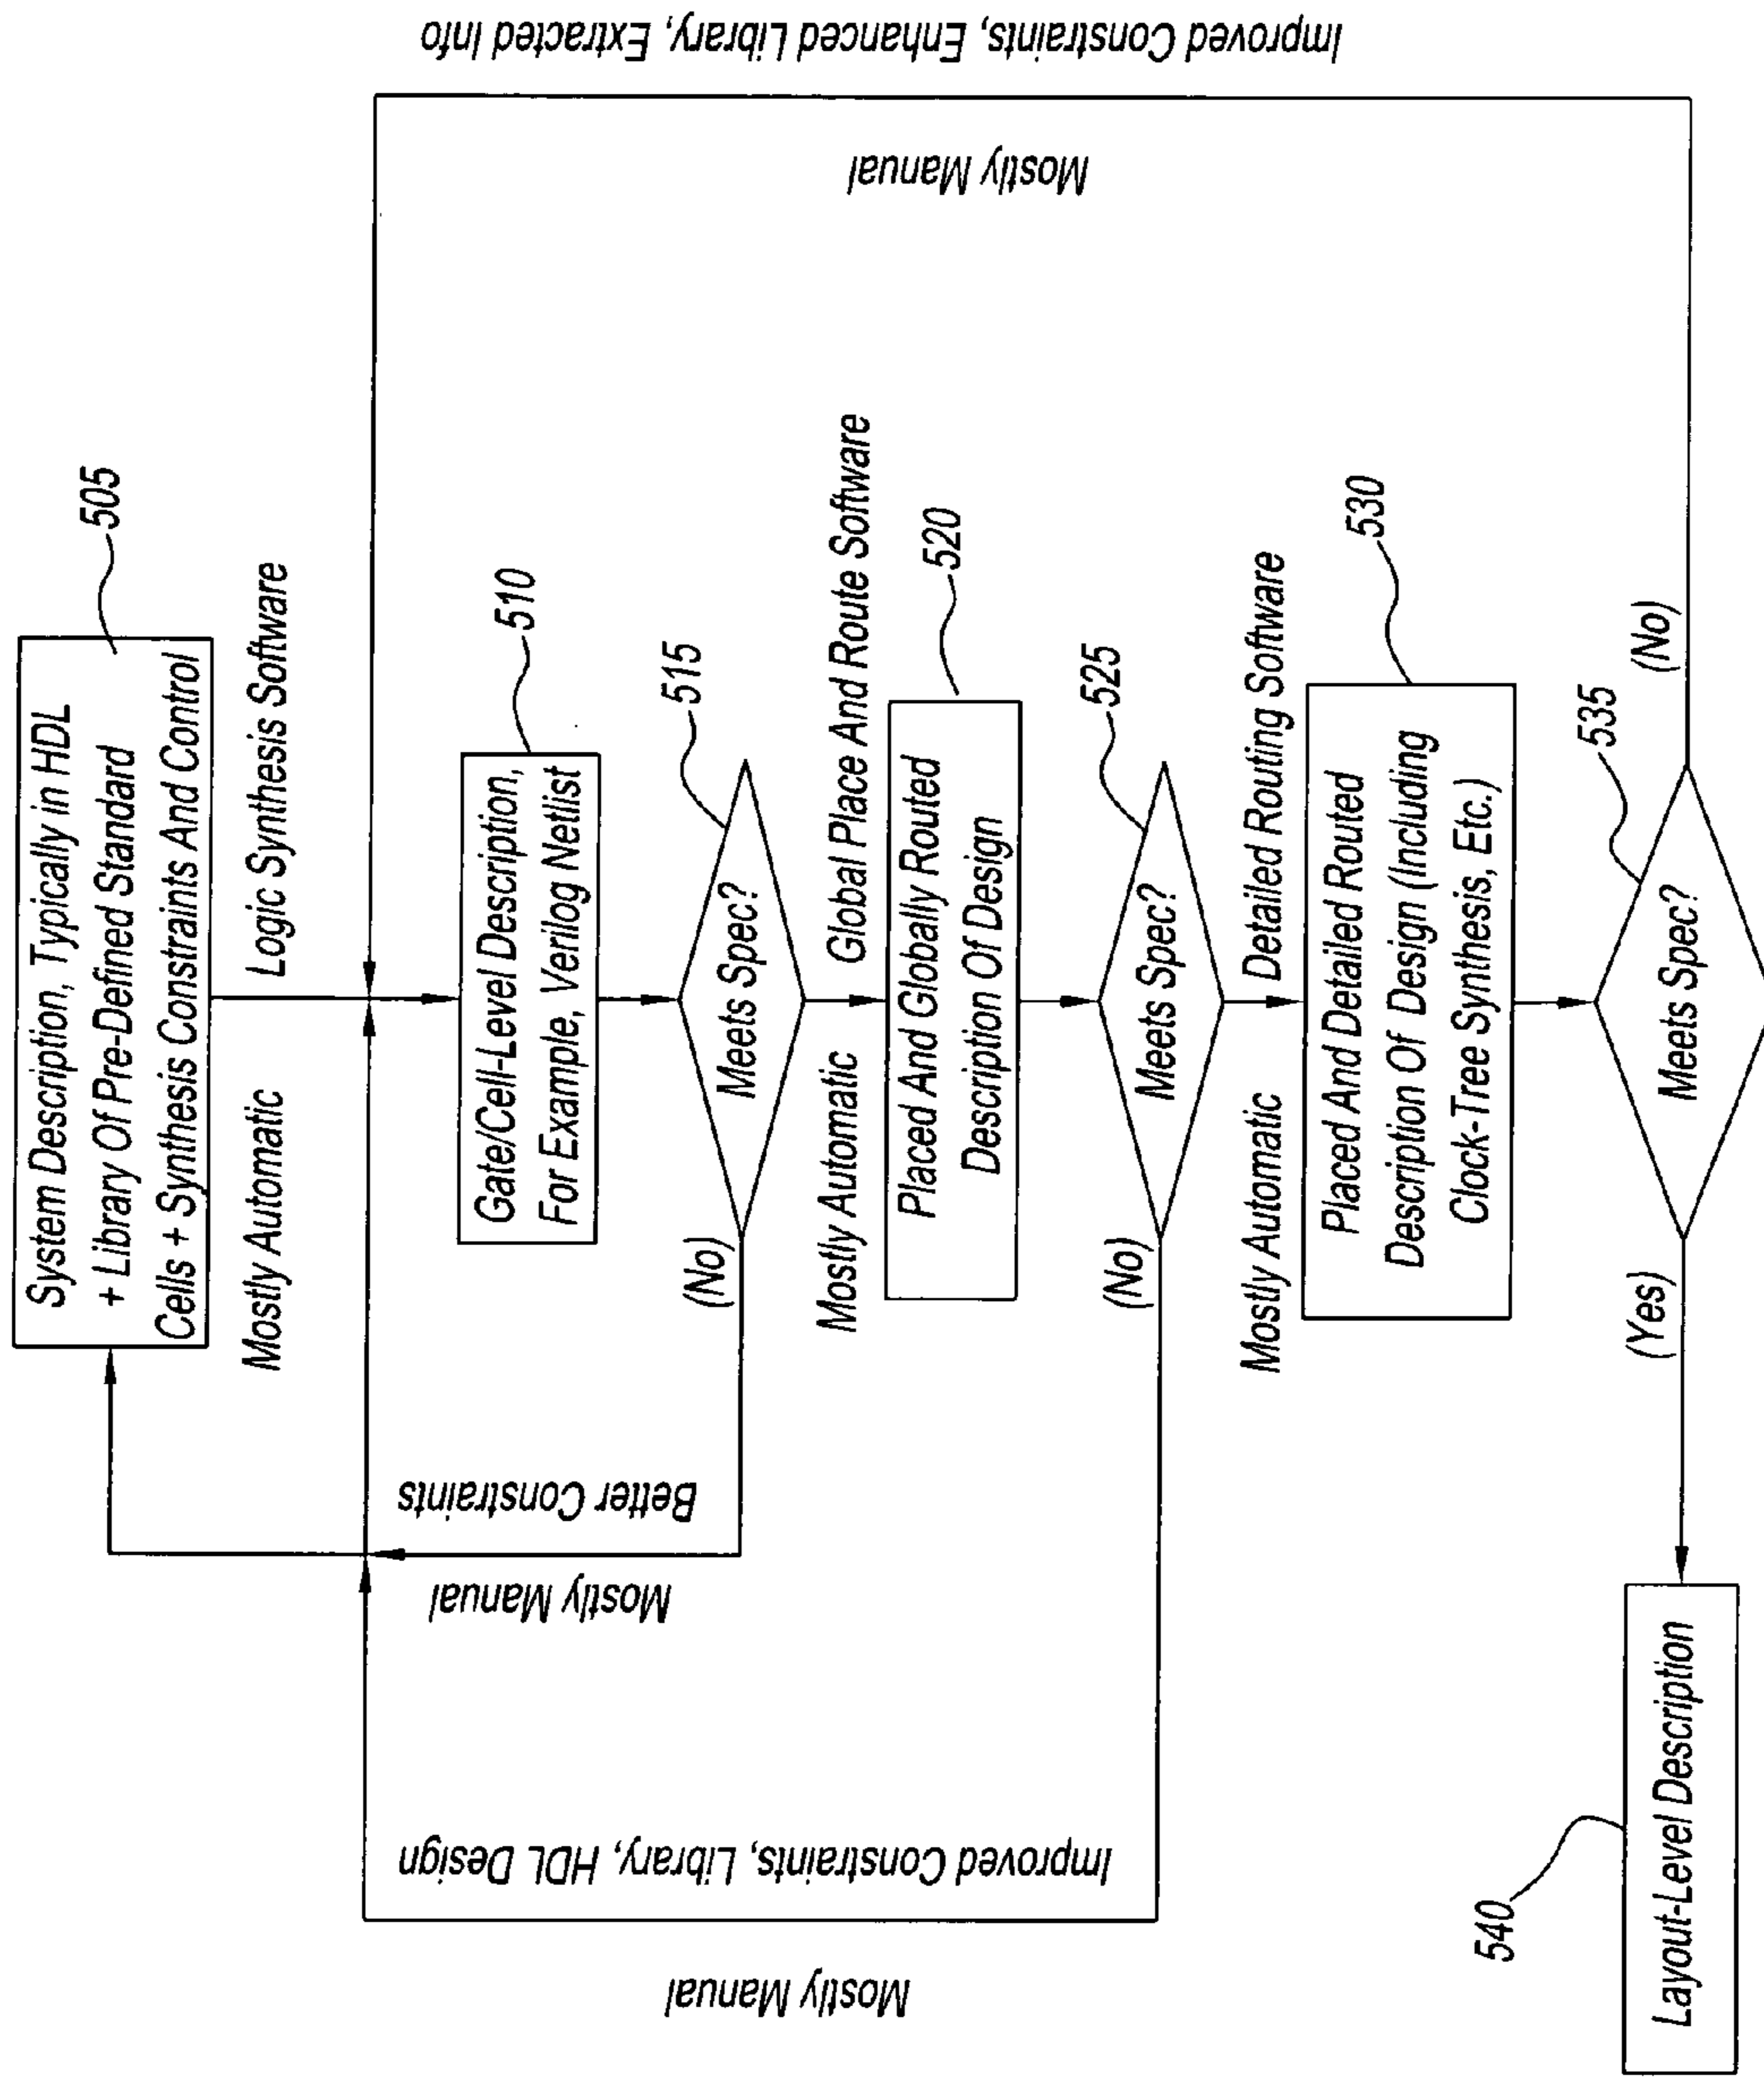 System Description, Typically in HDL
+ Library Of Pre-Defined Standard
Cells + Synthesis Constraints And Control
505
Mostly Automatic
Logic Synthesis Software
Improved Constraints, Enhanced Library, Extracted Info
Mostly Manual
Gate/Cell-Level Description,
For Example, Verilog Netlist
510
Better Constraints
Mostly Manual
Meets Spec?
515
(No)
Mostly Automatic
Global Place And Route Software
Placed And Globally Routed
Description Of Design
520
Improved Constraints, Library, HDL Design
Mostly Manual
Meets Spec?
525
(No)
Mostly Automatic
Detailed Routing Software
Placed And Detailed Routed
Description Of Design (Including
Clock-Tree Synthesis, Etc.)
530
Meets Spec?
535
(No)
(Yes)
540
Layout-Level Description